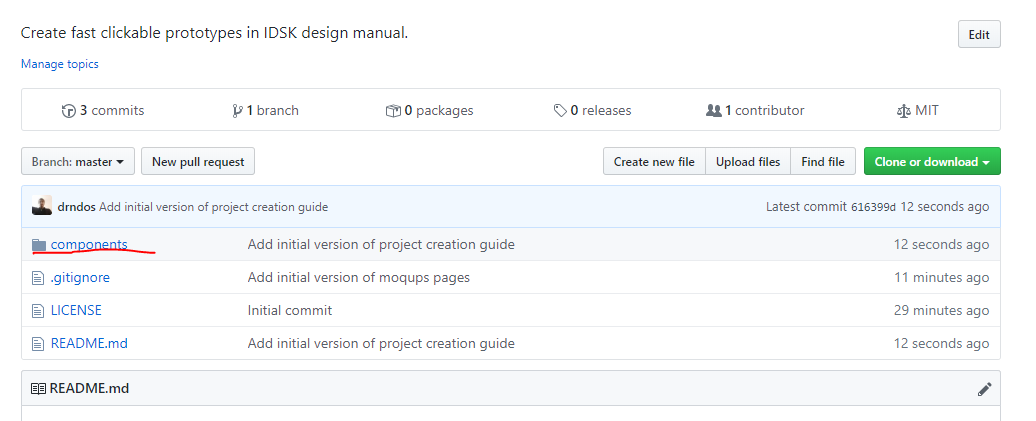 Create fast clickable prototypes in IDSK design manual.
Edit
Manage topics
3 commits 1 branch 0 packages 0 releases 1 contributor MIT
Branch: master New pull request Create new file Upload files Find file Clone or download
drndos Add initial version of project creation guide Latest commit 616399d 12 seconds ago
components Add initial version of project creation guide 12 seconds ago
.gitignore Add initial version of moqups pages 11 minutes ago
LICENSE Initial commit 29 minutes ago
README.md Add initial version of project creation guide 12 seconds ago
README.md